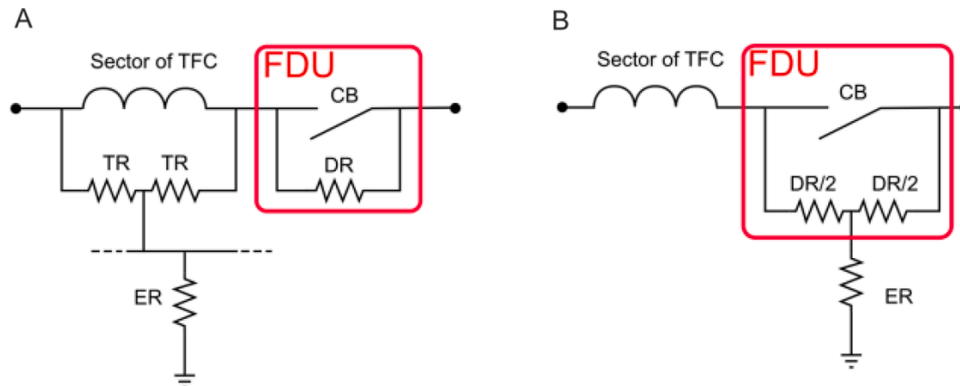 A
Sector of TFC
FDU
CB
TR
TR
DR
ER
B
Sector of TFC
FDU
CB
DR/2
DR/2
ER